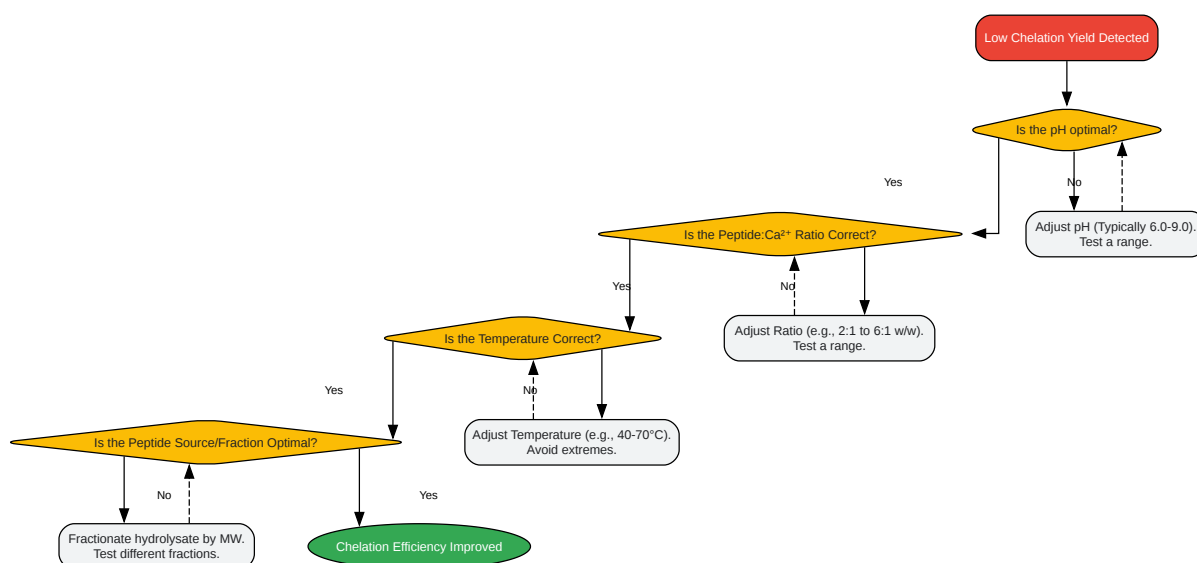 Low Chelation Yield Detected
Is the pH optimal?
Yes
No
Adjust pH (Typically 6.0-9.0).
Test a range.
Is the Peptide:Ca²⁺ Ratio Correct?
Yes
No
Adjust Ratio (e.g., 2:1 to 6:1 w/w).
Test a range.
Is the Temperature Correct?
Yes
No
Adjust Temperature (e.g., 40-70°C).
Avoid extremes.
Is the Peptide Source/Fraction Optimal?
No
Yes
Fractionate hydrolysate by MW.
Test different fractions.
Chelation Efficiency Improved